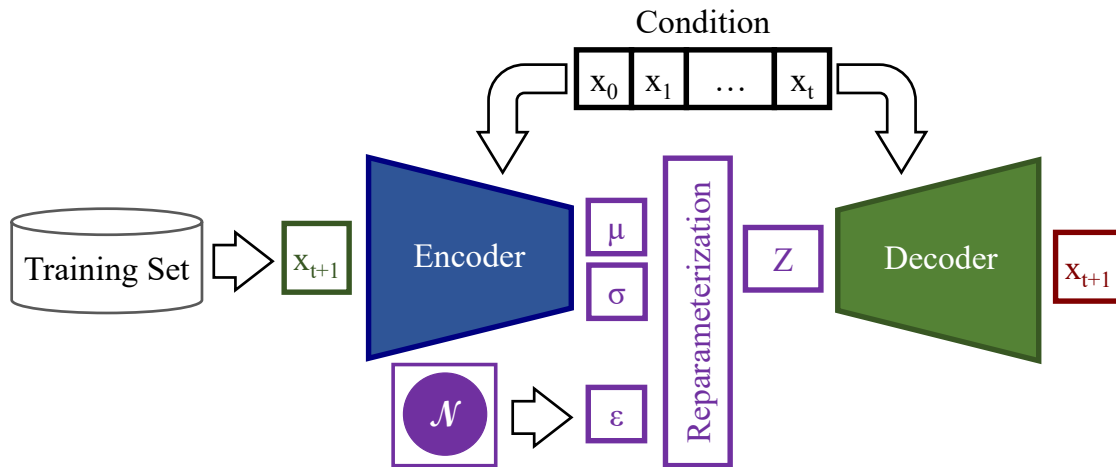 Condition
x₀ x₁ … xₜ
Training Set
xₜ₊₁
Encoder
μ
σ
𝒩
ε
Reparameterization
Z
Decoder
xₜ₊₁